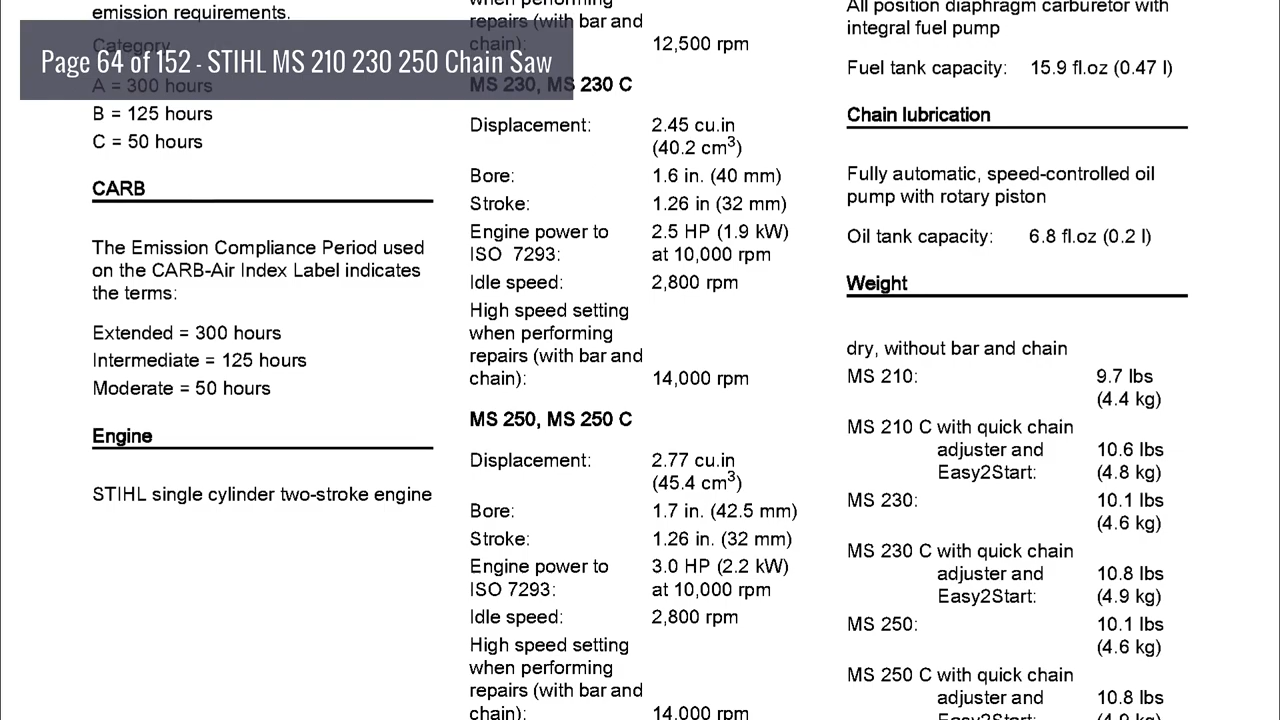 Page 64 of 152 - STIHL MS 210 230 250 Chain Saw
emission requirements.
Category
A = 300 hours
B = 125 hours
C = 50 hours
CARB
The Emission Compliance Period used
on the CARB-Air Index Label indicates
the terms:
Extended = 300 hours
Intermediate = 125 hours
Moderate = 50 hours
Engine
STIHL single cylinder two-stroke engine
when performing
repairs (with bar and
chain): 12,500 rpm
MS 230, MS 230 C
Displacement: 2.45 cu.in
(40.2 cm³)
Bore: 1.6 in. (40 mm)
Stroke: 1.26 in (32 mm)
Engine power to 2.5 HP (1.9 kW)
ISO 7293: at 10,000 rpm
Idle speed: 2,800 rpm
High speed setting
when performing
repairs (with bar and
chain): 14,000 rpm
MS 250, MS 250 C
Displacement: 2.77 cu.in
(45.4 cm³)
Bore: 1.7 in. (42.5 mm)
Stroke: 1.26 in. (32 mm)
Engine power to 3.0 HP (2.2 kW)
ISO 7293: at 10,000 rpm
Idle speed: 2,800 rpm
High speed setting
when performing
repairs (with bar and
chain): 14,000 rpm
All position diaphragm carburetor with
integral fuel pump
Fuel tank capacity: 15.9 fl.oz (0.47 l)
Chain lubrication
Fully automatic, speed-controlled oil
pump with rotary piston
Oil tank capacity: 6.8 fl.oz (0.2 l)
Weight
dry, without bar and chain
MS 210: 9.7 lbs
(4.4 kg)
MS 210 C with quick chain
adjuster and 10.6 lbs
Easy2Start: (4.8 kg)
MS 230: 10.1 lbs
(4.6 kg)
MS 230 C with quick chain
adjuster and 10.8 lbs
Easy2Start: (4.9 kg)
MS 250: 10.1 lbs
(4.6 kg)
MS 250 C with quick chain
adjuster and 10.8 lbs
Easy2Start: (4.9 kg)